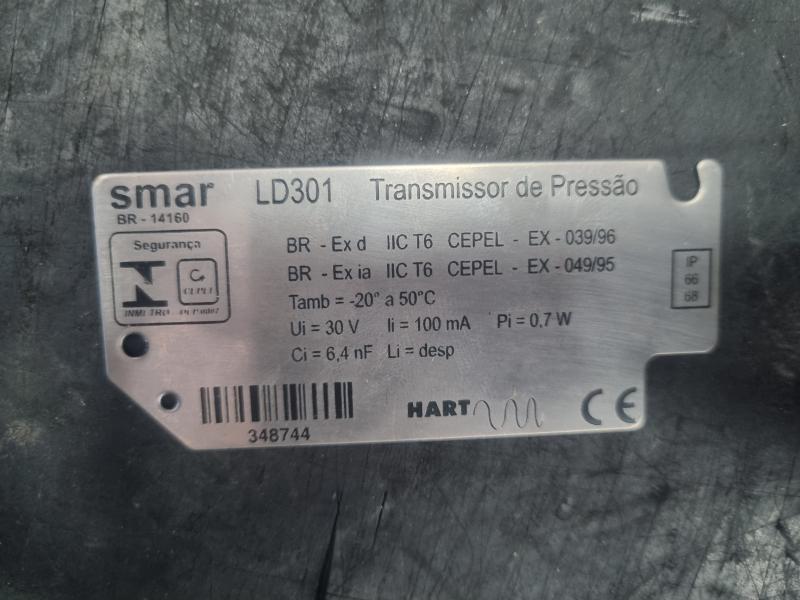 smar LD301 Transmissor de Pressão
BR - 14160
Segurança
INMETRO
BR - Ex d IIC T6 CEPEL - EX - 039/96
BR - Ex ia IIC T6 CEPEL - EX - 049/95
Tamb = -20° a 50°C
Ui = 30 V Ii = 100 mA Pi = 0,7 W
Ci = 6,4 nF Li = desp
IP
66
68
348744
HART
CE